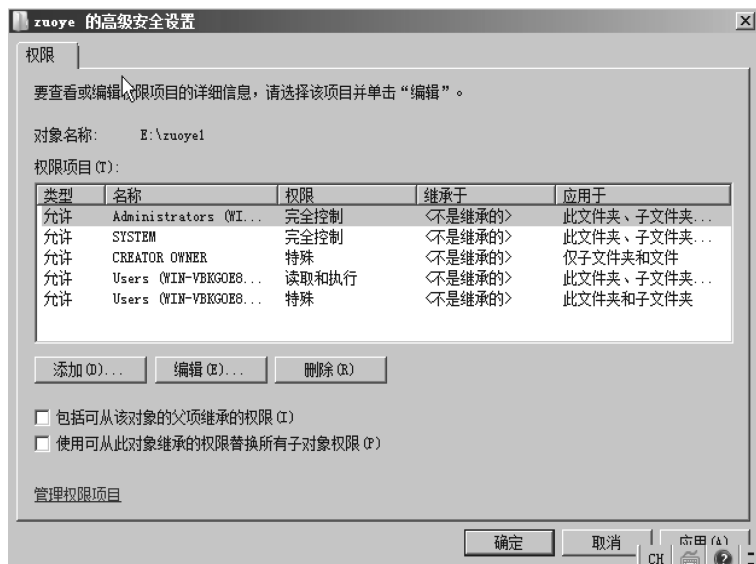 zuoye 的高级安全设置
权限
要查看或编辑权限项目的详细信息，请选择该项目并单击“编辑”。
对象名称: E:\zuoye1
权限项目(T):
类型 名称 权限 继承于 应用于
允许 Administrators (WI... 完全控制 <不是继承的> 此文件夹、子文件夹...
允许 SYSTEM 完全控制 <不是继承的> 此文件夹、子文件夹...
允许 CREATOR OWNER 特殊 <不是继承的> 仅子文件夹和文件
允许 Users (WIN-VBKGOE8... 读取和执行 <不是继承的> 此文件夹、子文件夹...
允许 Users (WIN-VBKGOE8... 特殊 <不是继承的> 此文件夹和子文件夹
添加(D)... 编辑(E)... 删除(R)
包括可从该对象的父项继承的权限(I)
使用可从此对象继承的权限替换所有子对象权限(P)
管理权限项目
确定 取消 应用(A)
CH